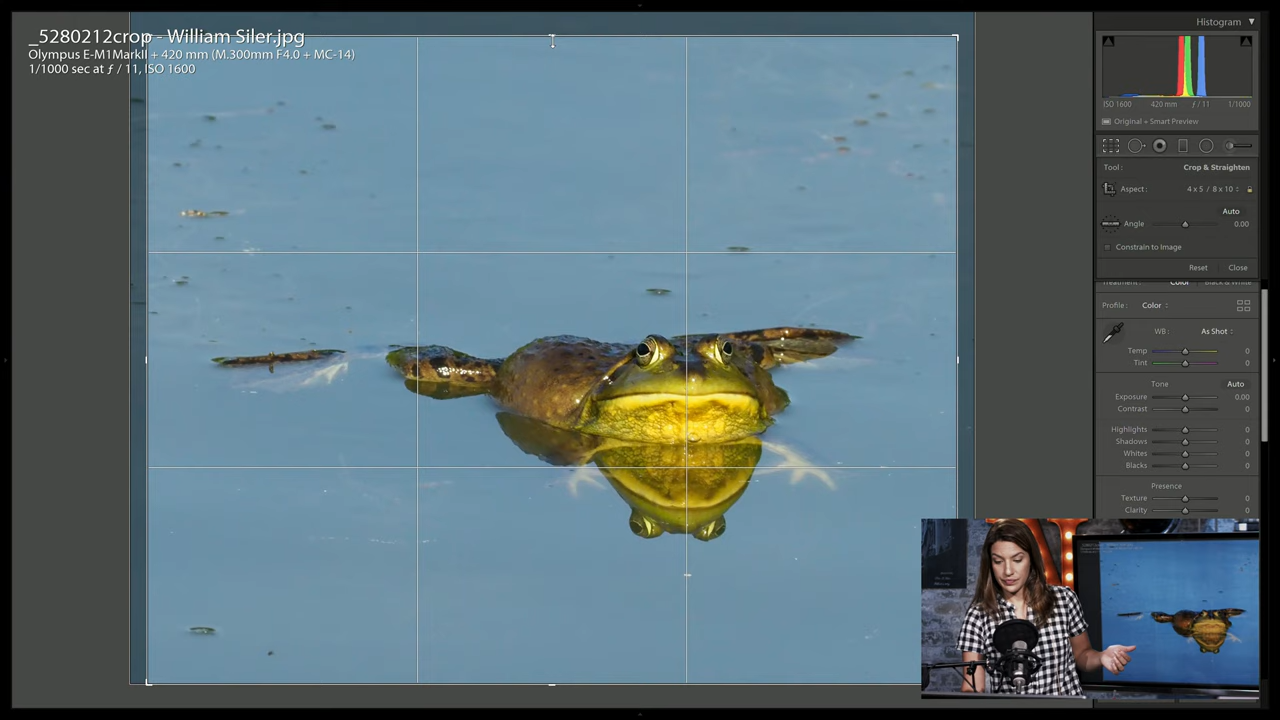 _5280212crop - William Siler.jpg
Olympus E-M1MarkII + 420 mm (M.300mm F4.0 + MC-14)
1/1000 sec at ƒ / 11, ISO 1600
Histogram ▼
ISO 1600 420 mm ƒ / 11 1/1000
Original + Smart Preview
Tool : Crop & Straighten
Aspect : 4 x 5 / 8 x 10
Auto
Angle 0.00
Constrain to Image
Reset Close
Treatment : Color Black & White
Profile : Color
WB : As Shot
Temp 0
Tint 0
Tone Auto
Exposure 0.00
Contrast 0
Highlights 0
Shadows 0
Whites 0
Blacks 0
Presence
Texture 0
Clarity 0